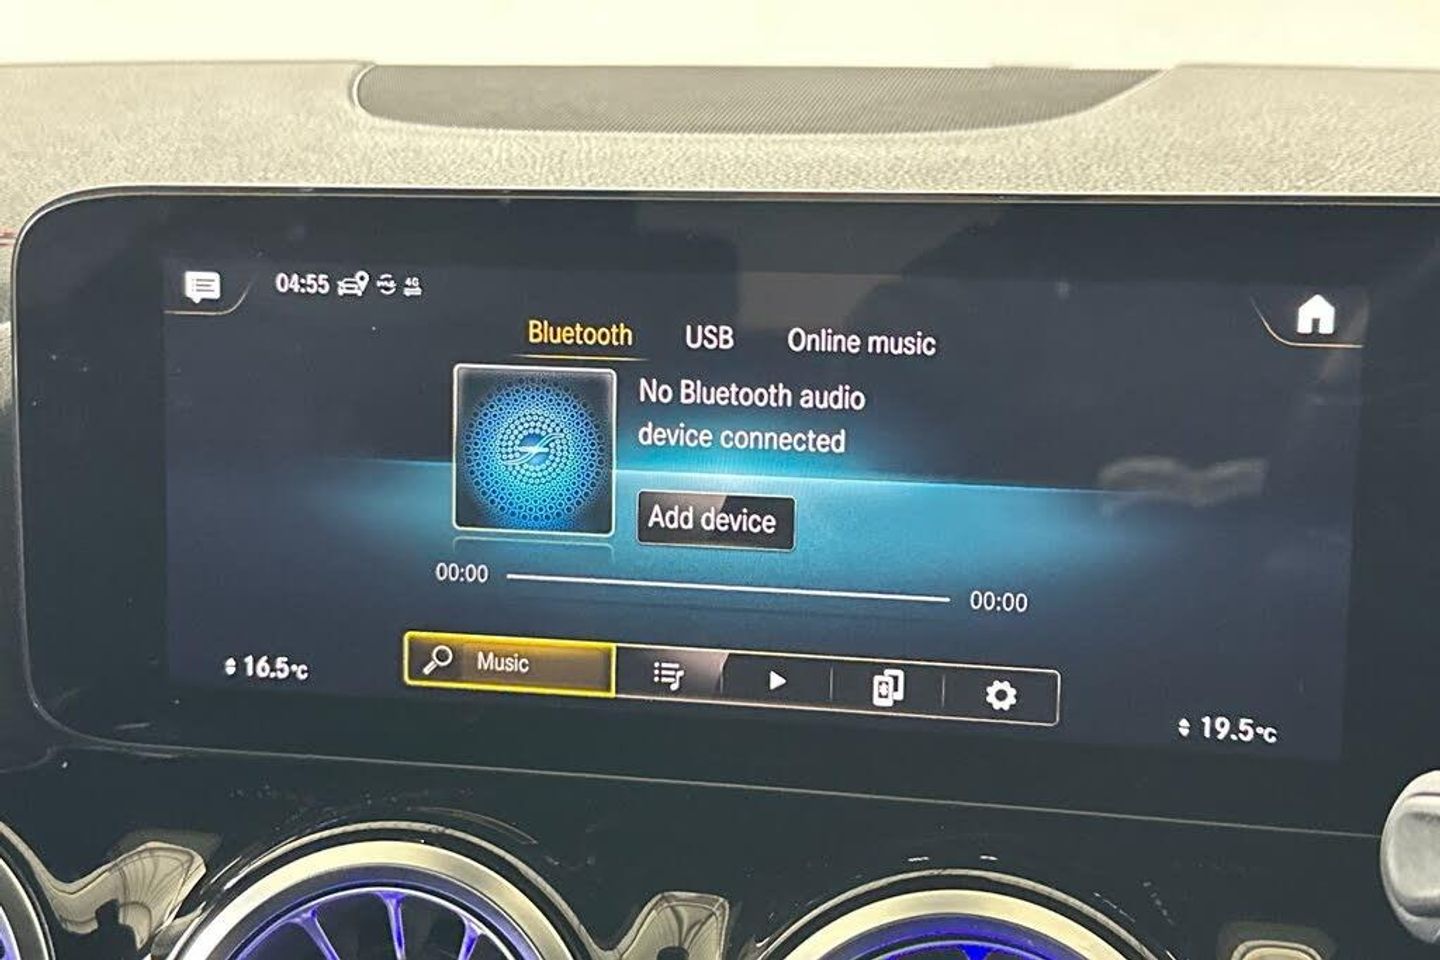 04:55 4G
Bluetooth USB Online music
No Bluetooth audio
device connected
Add device
00:00 00:00
Music
16.5°C 19.5°C